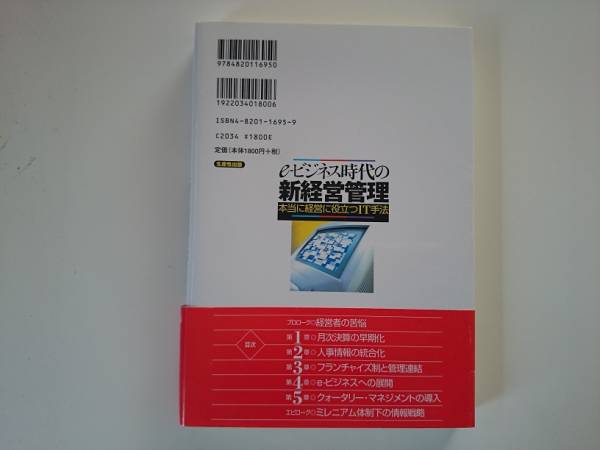 9784820116950
1922034018006
ISBN4-8201-1695-9
C2034 ¥1800E
定価(本体1800円+税)
生産性出版
e-ビジネス時代の
新経営管理
本当に経営に役立つIT手法
目次
プロローグ◎経営者の苦悩
第1章◎月次決算の早期化
第2章◎人事情報の統合化
第3章◎フランチャイズ制と管理連結
第4章◎e-ビジネスへの展開
第5章◎クォータリー・マネジメントの導入
エピローグ◎ミレニアム体制下の情報戦略